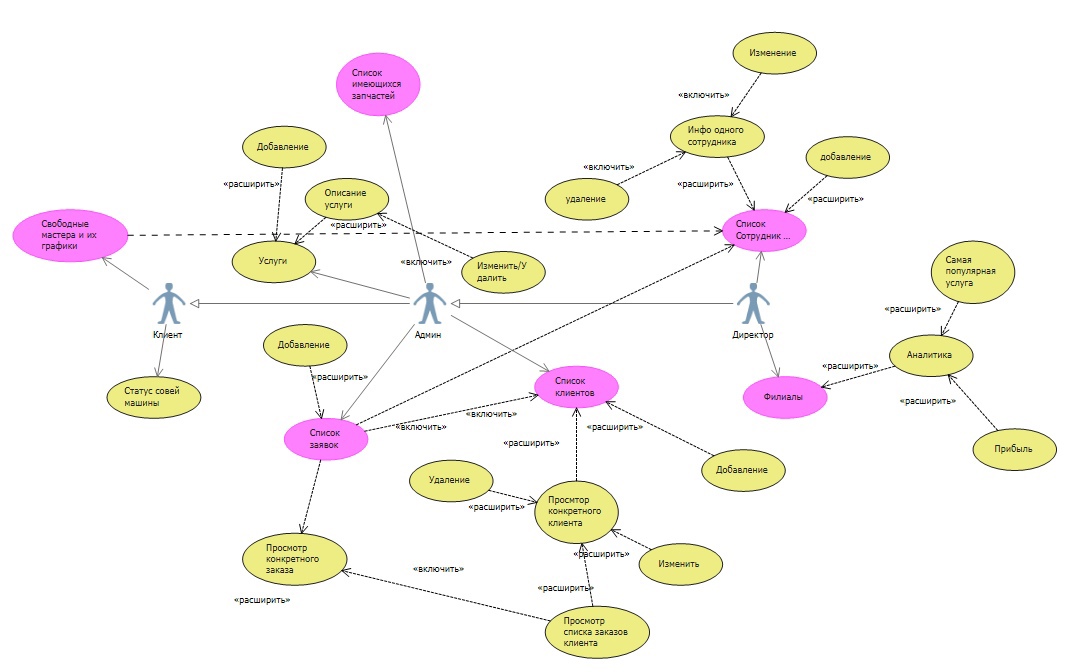 Изменение
Список
имеющихся
запчастей
«включить»
Инфо одного
сотрудника
Добавление
добавление
«включить»
«расширить»
«расширить»
Описание
услуги
удаление
«расширить»
«расширить»
Свободные
мастера и их
графики
Список
Сотрудник ...
Услуги
«включить»
Изменить/У
далить
Самая
популярная
услуга
«расширить»
Клиент
Админ
Директор
Добавление
Аналитика
«расширить»
«расширить»
Статус совей
машины
Список
клиентов
Филиалы
«расширить»
«включить»
«включить»
«расширить»
Список
заявок
«расширить»
Прибыль
Удаление
Добавление
«расширить»
Просмтор
конкретного
клиента
Просмотр
конкретного
заказа
«расширить»
Изменить
«включить»
«расширить»
«расширить»
Просмотр
списка заказов
клиента